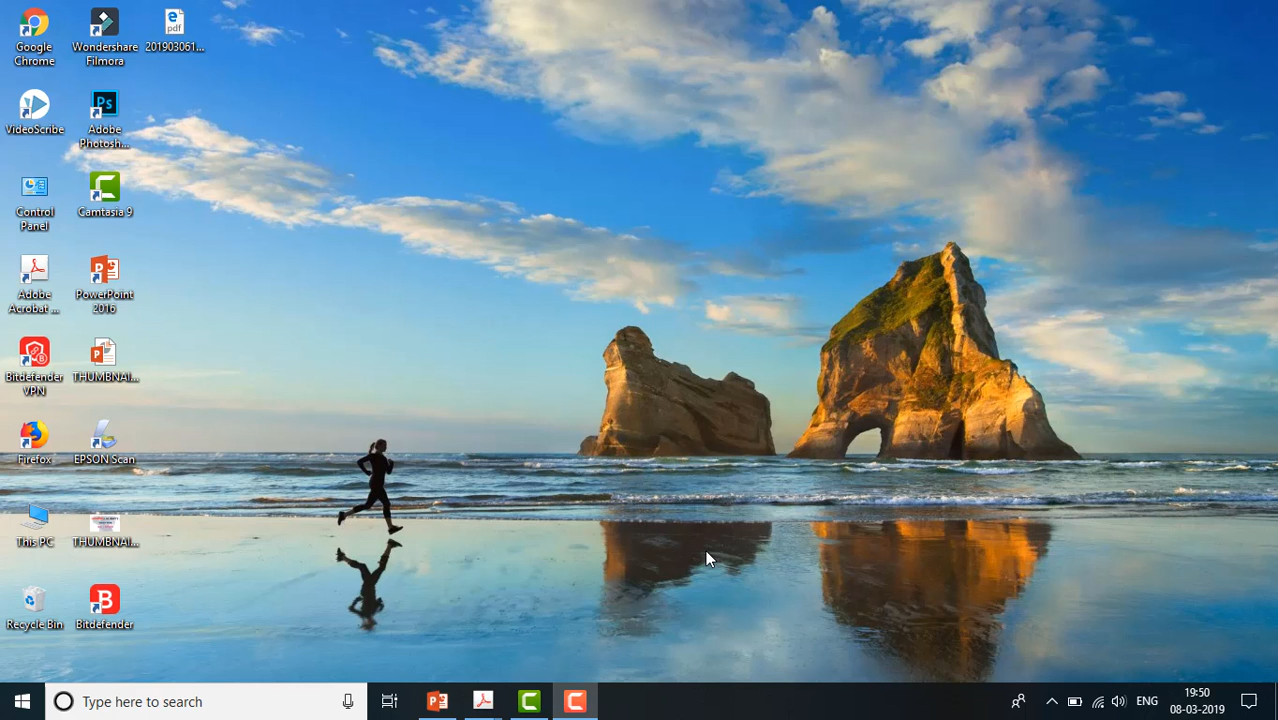 Google
Chrome
Wondershare
Filmora
pdf
201903061...
VideoScribe
Ps
Adobe
Photosh...
Control
Panel
Camtasia 9
Adobe
Acrobat ...
PowerPoint
2016
Bitdefender
VPN
THUMBNAI...
Firefox
EPSON Scan
This PC
THUMBNAI...
Recycle Bin
Bitdefender
Type here to search
ENG
19:50
08-03-2019